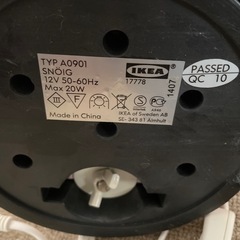 TYP A0901
SNÖIG
12V 50-60Hz
Max 20W
IKEA
17778
1407
PASSED
QC 10
F
S
Made in China
IKEA of Sweden AB
SE- 343 81 Älmhult